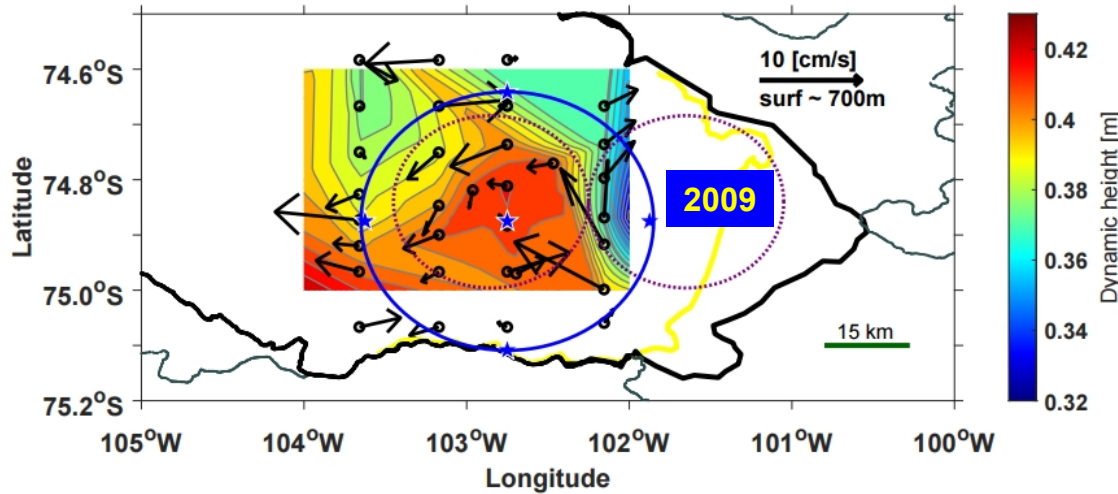 74.6°S
74.8°S
75.0°S
75.2°S
Latitude
10 [cm/s]
surf ~ 700m
2009
15 km
105°W
104°W
103°W
102°W
101°W
100°W
Longitude
0.42
0.40
0.38
0.36
0.34
0.32
Dynamic height [m]